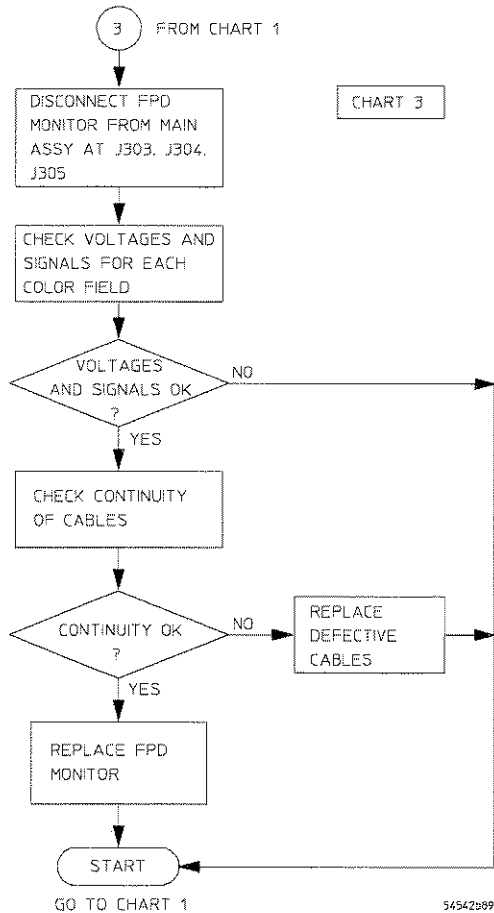 3 FROM CHART 1
CHART 3
DISCONNECT FPD
MONITOR FROM MAIN
ASSY AT J303, J304,
J305
CHECK VOLTAGES AND
SIGNALS FOR EACH
COLOR FIELD
VOLTAGES
AND SIGNALS OK
?
NO
YES
CHECK CONTINUITY
OF CABLES
CONTINUITY OK
?
NO
REPLACE
DEFECTIVE
CABLES
YES
REPLACE FPD
MONITOR
START
GO TO CHART 1